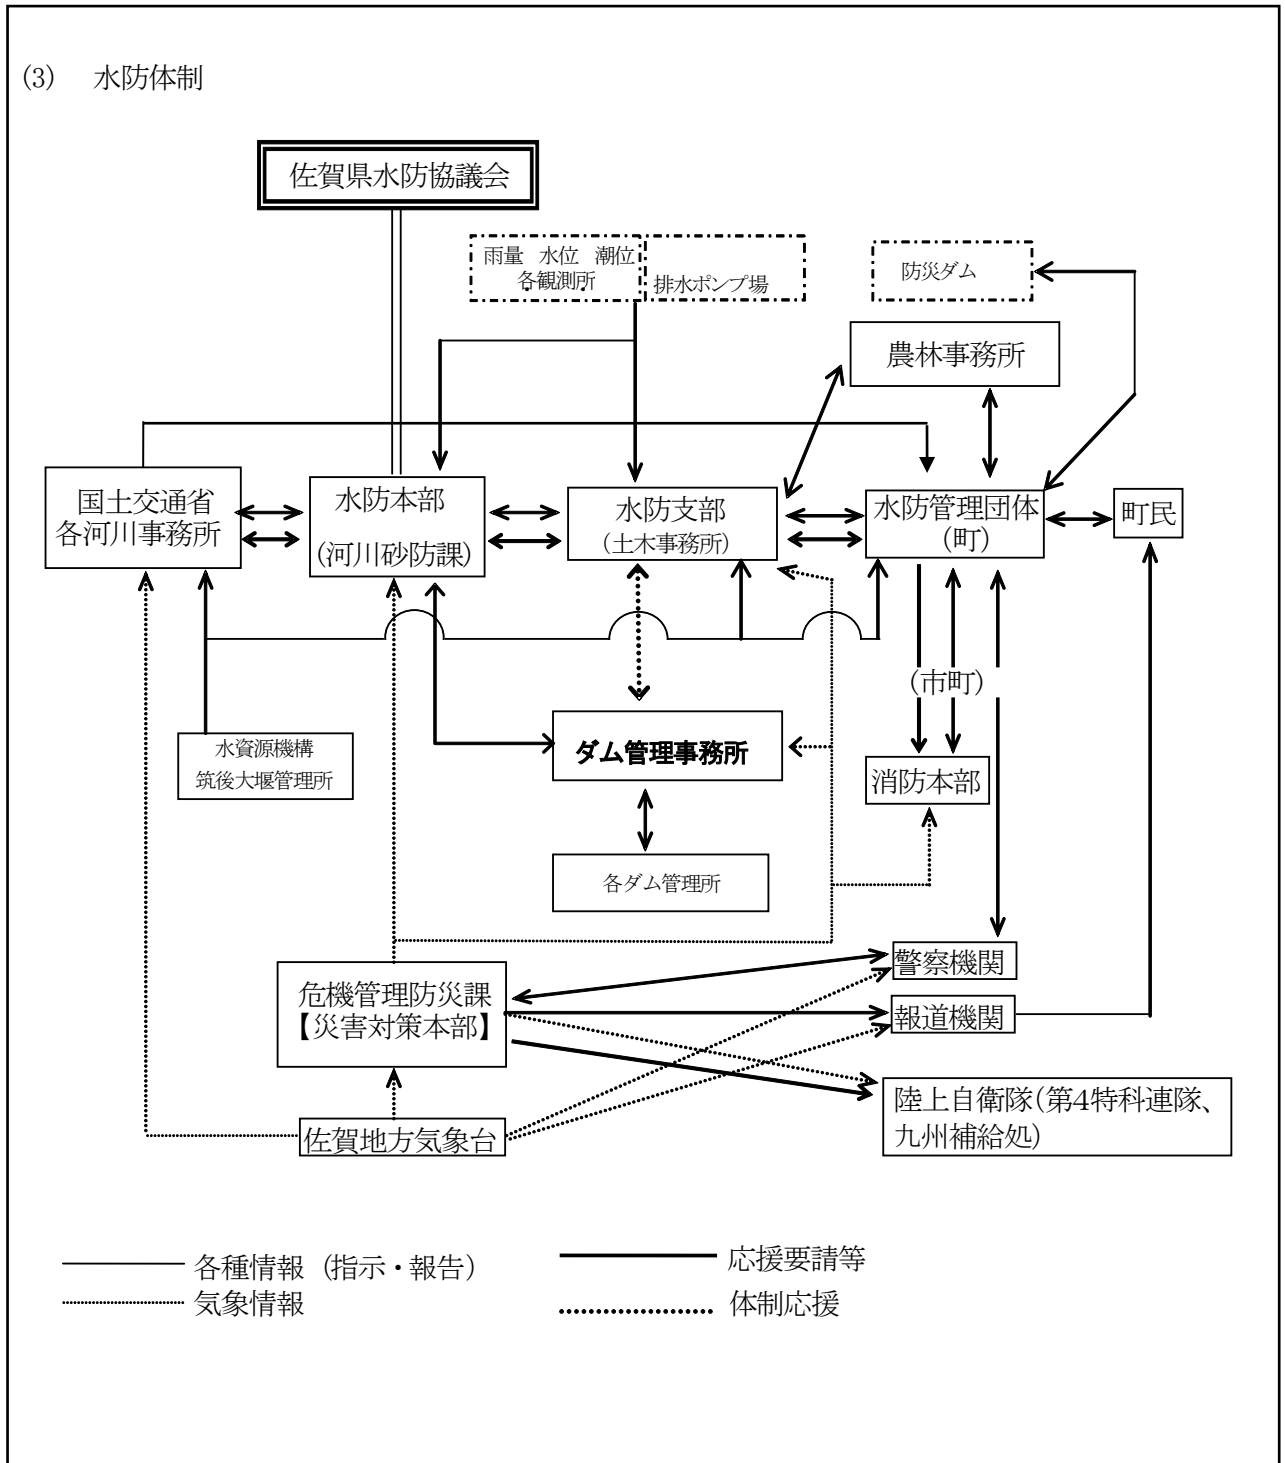 (3) 水防体制
佐賀県水防協議会
雨量 水位 潮位
各観測所
排水ポンプ場
防災ダム
農林事務所
国土交通省
各河川事務所
水防本部
(河川砂防課)
水防支部
(土木事務所)
水防管理団体
(町)
町民
(市町)
水資源機構
筑後大堰管理所
ダム管理事務所
消防本部
各ダム管理所
危機管理防災課
【災害対策本部】
警察機関
報道機関
陸上自衛隊(第4特科連隊、
九州補給処)
佐賀地方気象台
各種情報 (指示・報告)
応援要請等
気象情報
体制応援